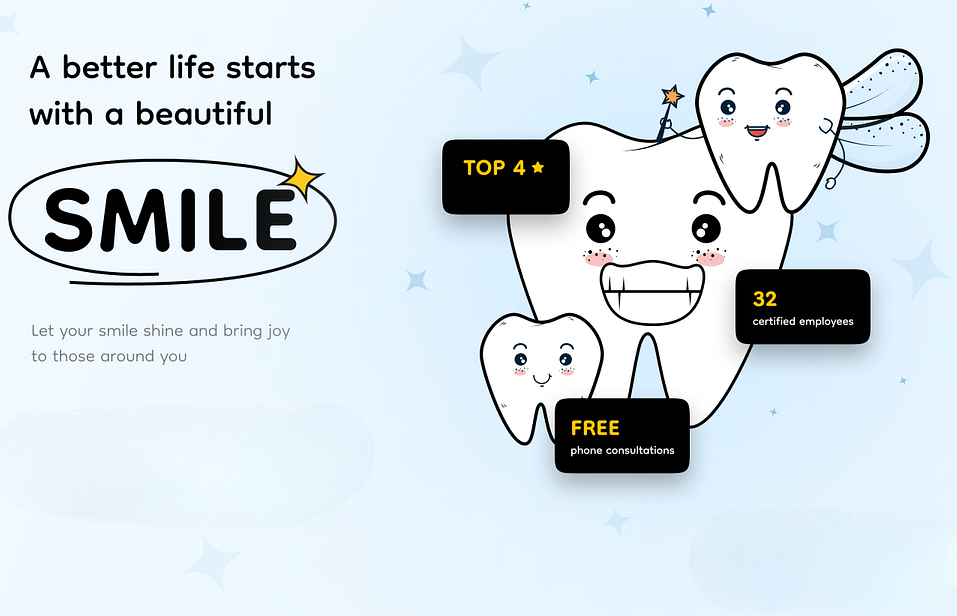 A better life starts
with a beautiful
SMILE
Let your smile shine and bring joy
to those around you
TOP 4
32
certified employees
FREE
phone consultations